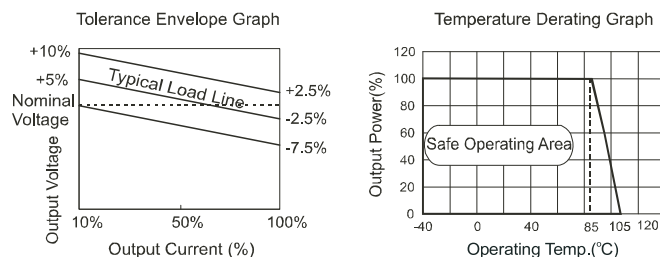 Tolerance Envelope Graph
+10%
+5%
Nominal
Voltage
Output Voltage
Typical Load Line
+2.5%
-2.5%
-7.5%
10%
50%
100%
Output Current (%)
Temperature Derating Graph
120
100
80
60
40
20
0
Output Power(%)
Safe Operating Area
-40
0
40
85
105
120
Operating Temp.(℃)